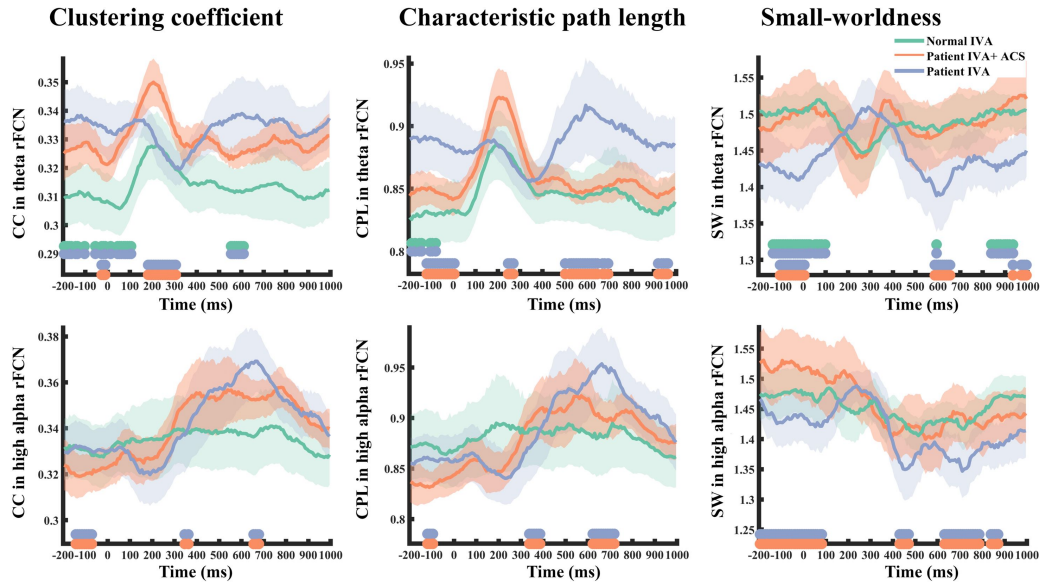 Clustering coefficient
Characteristic path length
Small-worldness
Normal IVA
Patient IVA+ ACS
Patient IVA
CC in theta rFCN
0.35
0.34
0.33
0.32
0.31
0.3
0.29
-200-100 0 100 200 300 400 500 600 700 800 900 1000
Time (ms)
CPL in theta rFCN
0.95
0.9
0.85
0.8
-200-100 0 100 200 300 400 500 600 700 800 900 1000
Time (ms)
SW in theta rFCN
1.55
1.5
1.45
1.4
1.3
-200-100 0 100 200 300 400 500 600 700 800 900 1000
Time (ms)
CC in high alpha rFCN
0.38
0.36
0.34
0.32
0.3
-200-100 0 100 200 300 400 500 600 700 800 900 1000
Time (ms)
CPL in high alpha rFCN
0.95
0.9
0.85
0.8
-200-100 0 100 200 300 400 500 600 700 800 900 1000
Time (ms)
SW in high alpha rFCN
1.55
1.5
1.45
1.4
1.35
1.3
1.25
-200-100 0 100 200 300 400 500 600 700 800 900 1000
Time (ms)